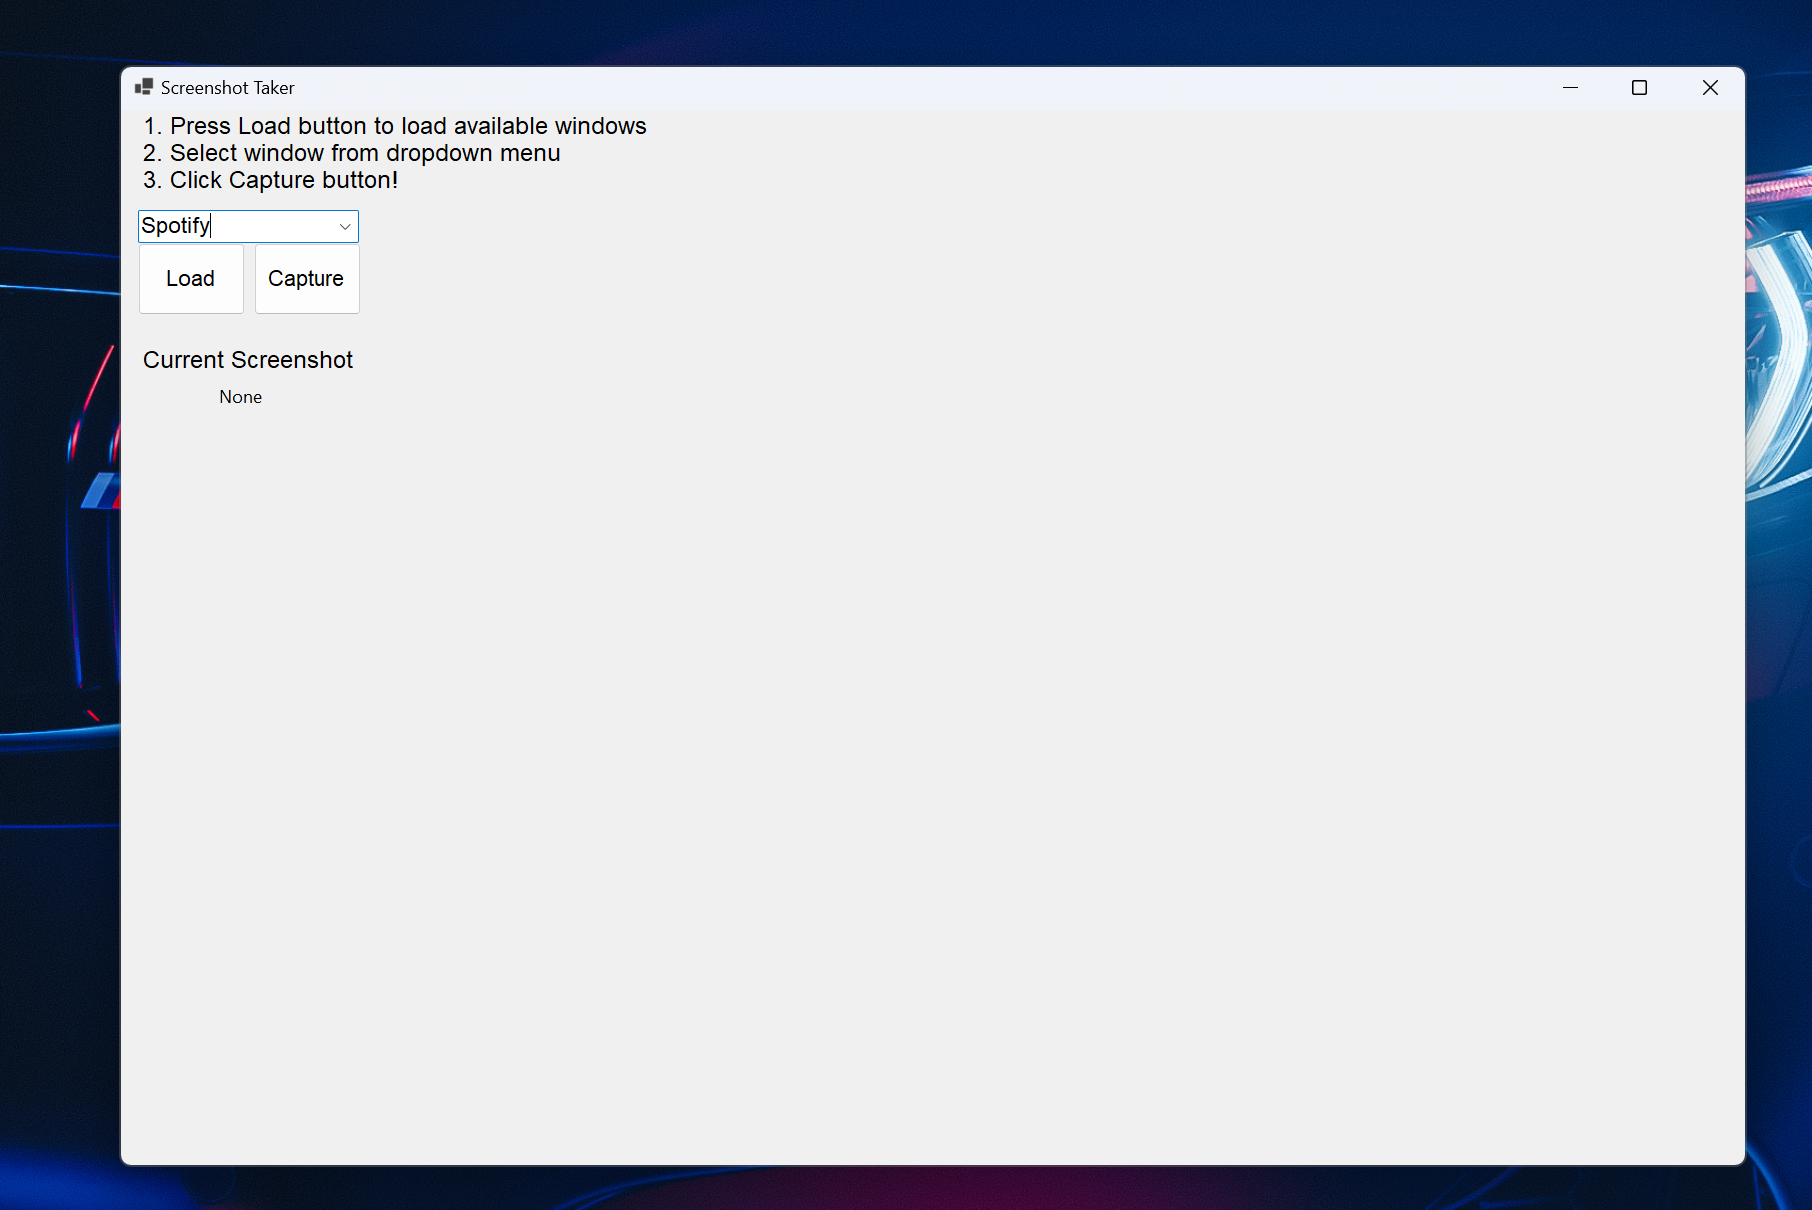 Screenshot Taker
1. Press Load button to load available windows
2. Select window from dropdown menu
3. Click Capture button!
Spotify
Load
Capture
Current Screenshot
None